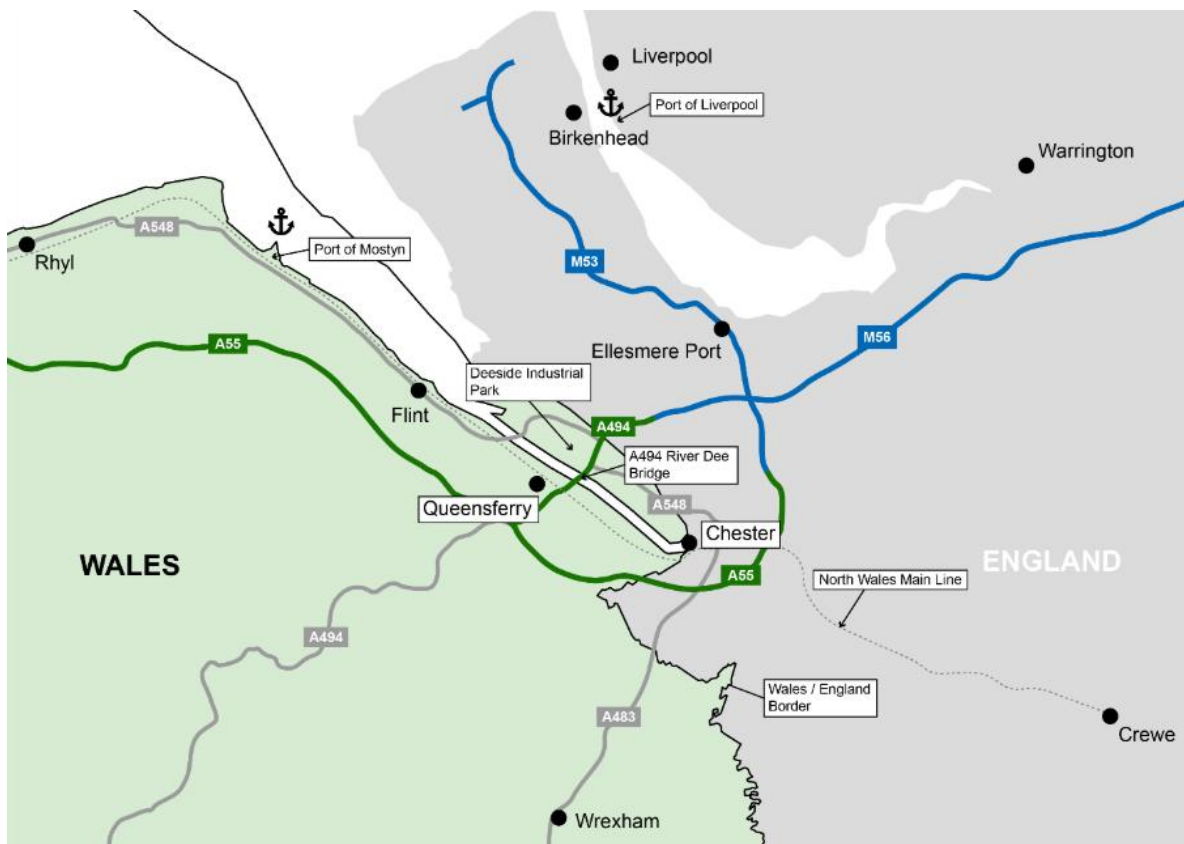 Liverpool
Port of Liverpool
Birkenhead
Warrington
A548
Port of Mostyn
Rhyl
M53
M56
A55
Ellesmere Port
Deeside Industrial
Park
Flint
A494
A494 River Dee
Bridge
Queensferry
A548
Chester
WALES
ENGLAND
A55
North Wales Main Line
A494
Wales / England
Border
A483
Crewe
Wrexham